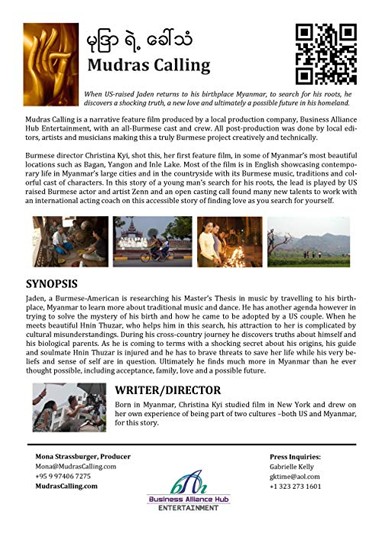 မုဒြာ ရဲ့ ခေါ်သံ
Mudras Calling
When US-raised Jaden returns to his birthplace Myanmar, to search for his roots, he
discovers a shocking truth, a new love and ultimately a possible future in his homeland.
Mudras Calling is a narrative feature film produced by a local production company, Business Alliance
Hub Entertainment, with an all-Burmese cast and crew. All post-production was done by local edi-
tors, artists and musicians making this a truly Burmese project creatively and technically.
Burmese director Christina Kyi, shot this, her first feature film, in some of Myanmar's most beautiful
locations such as Bagan, Yangon and Inle Lake. Most of the film is in English showcasing contempo-
rary life in Myanmar's large cities and in the countryside with its Burmese music, traditions and col-
orful cast of characters. In this story of a young man's search for his roots, the lead is played by US
raised Burmese actor and artist Zenn and an open casting call found many new talents to work with
an international acting coach on this accessible story of finding love as you search for yourself.
SYNOPSIS
Jaden, a Burmese-American is researching his Master's Thesis in music by travelling to his birth-
place, Myanmar to learn more about traditional music and dance. He has another agenda however in
trying to solve the mystery of his birth and how he came to be adopted by a US couple. When he
meets beautiful Hnin Thuzar, who helps him in this search, his attraction to her is complicated by
cultural misunderstandings. During his cross-country journey he discovers truths about himself and
his biological parents. As he is coming to terms with a shocking secret about his origins, his guide
and soulmate Hnin Thuzar is injured and he has to brave threats to save her life while his very be-
liefs and sense of self are in question. Ultimately he finds much more in Myanmar than he ever
thought possible, including acceptance, family, love and a possible future.
WRITER/DIRECTOR
Born in Myanmar, Christina Kyi studied film in New York and drew on
her own experience of being part of two cultures –both US and Myanmar,
for this story.
Mona Strassburger, Producer
Mona@MudrasCalling.com
+95 9 97406 7275
MudrasCalling.com
Business Alliance Hub
ENTERTAINMENT
Press Inquiries:
Gabrielle Kelly
gktime@aol.com
+1 323 273 1601